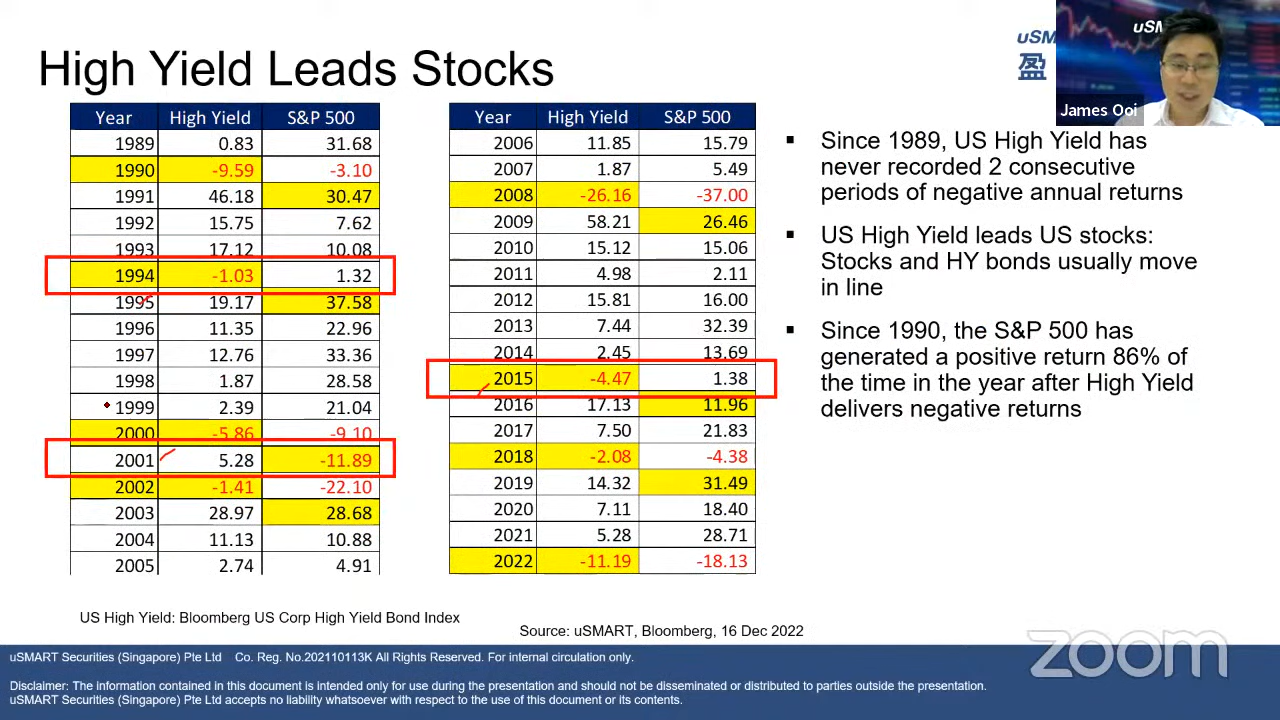 High Yield Leads Stocks
uSM
盈
uSM
James Ooi
Year High Yield S&P 500
1989 0.83 31.68
1990 -9.59 -3.10
1991 46.18 30.47
1992 15.75 7.62
1993 17.12 10.08
1994 -1.03 1.32
1995 19.17 37.58
1996 11.35 22.96
1997 12.76 33.36
1998 1.87 28.58
1999 2.39 21.04
2000 -5.86 -9.10
2001 5.28 -11.89
2002 -1.41 -22.10
2003 28.97 28.68
2004 11.13 10.88
2005 2.74 4.91
Year High Yield S&P 500
2006 11.85 15.79
2007 1.87 5.49
2008 -26.16 -37.00
2009 58.21 26.46
2010 15.12 15.06
2011 4.98 2.11
2012 15.81 16.00
2013 7.44 32.39
2014 2.45 13.69
2015 -4.47 1.38
2016 17.13 11.96
2017 7.50 21.83
2018 -2.08 -4.38
2019 14.32 31.49
2020 7.11 18.40
2021 5.28 28.71
2022 -11.19 -18.13
▪ Since 1989, US High Yield has
never recorded 2 consecutive
periods of negative annual returns
▪ US High Yield leads US stocks:
Stocks and HY bonds usually move
in line
▪ Since 1990, the S&P 500 has
generated a positive return 86% of
the time in the year after High Yield
delivers negative returns
US High Yield: Bloomberg US Corp High Yield Bond Index
Source: uSMART, Bloomberg, 16 Dec 2022
zoom
uSMART Securities (Singapore) Pte Ltd Co. Reg. No.202110113K All Rights Reserved. For internal circulation only.
Disclaimer: The information contained in this document is intended only for use during the presentation and should not be disseminated or distributed to parties outside the presentation.
uSMART Securities (Singapore) Pte Ltd accepts no liability whatsoever with respect to the use of this document or its contents.